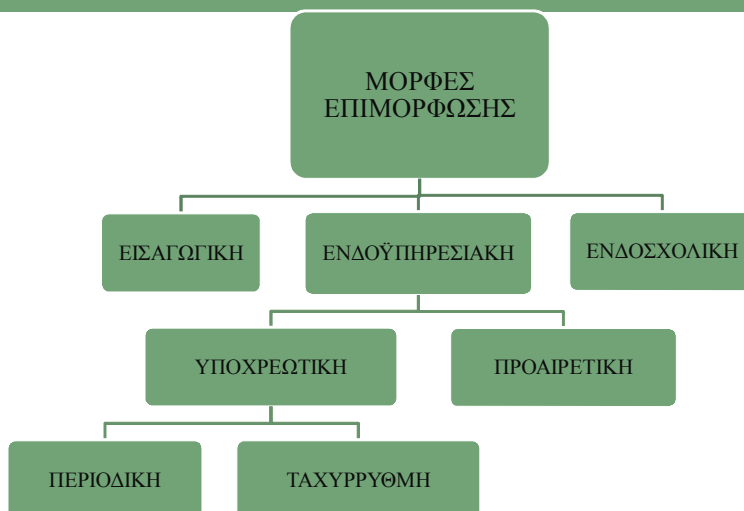 ΜΟΡΦΕΣ
ΕΠΙΜΟΡΦΩΣΗΣ
ΕΙΣΑΓΩΓΙΚΗ
ΕΝΔΟΫΠΗΡΕΣΙΑΚΗ
ΕΝΔΟΣΧΟΛΙΚΗ
ΥΠΟΧΡΕΩΤΙΚΗ
ΠΡΟΑΙΡΕΤΙΚΗ
ΠΕΡΙΟΔΙΚΗ
ΤΑΧΥΡΡΥΘΜΗ